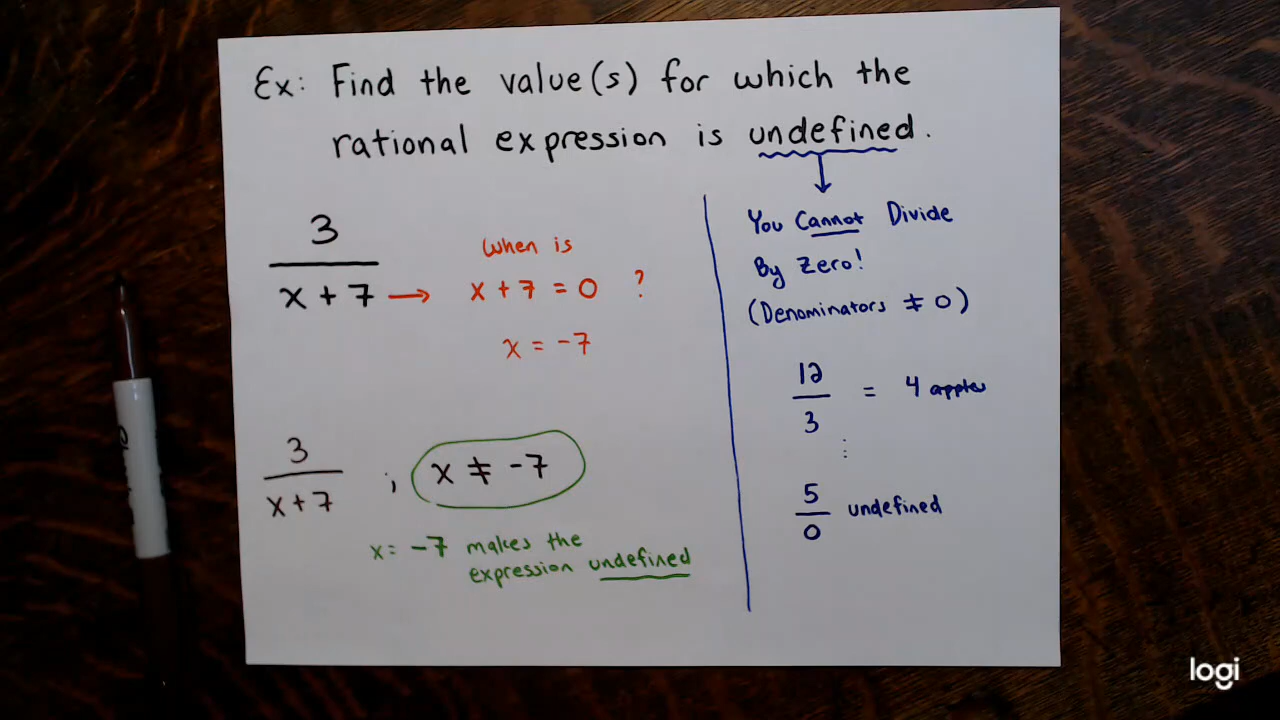 Ex: Find the value(s) for which the
rational expression is undefined.
3
x + 7
When is
x + 7 = 0 ?
x = -7
3
x + 7
; x ≠ -7
x = -7 makes the
expression undefined
You Cannot Divide
By Zero!
(Denominators ≠ 0)
12
3
= 4 apples
⋮
5
0
undefined
logi